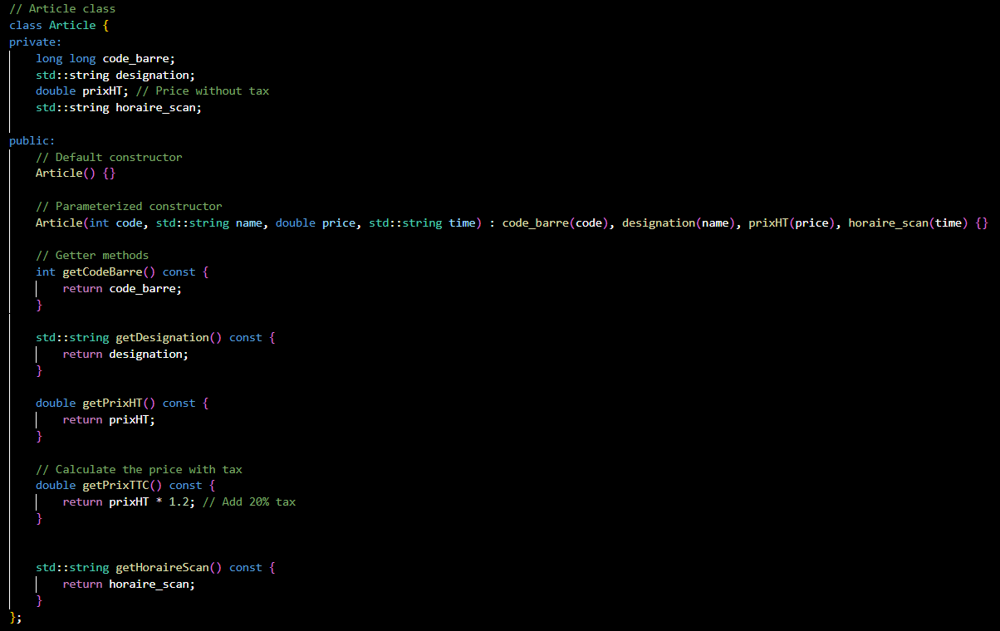 // Article class
class Article {
private:
    long long code_barre;
    std::string designation;
    double prixHT; // Price without tax
    std::string horaire_scan;

public:
    // Default constructor
    Article() {}

    // Parameterized constructor
    Article(int code, std::string name, double price, std::string time) : code_barre(code), designation(name), prixHT(price), horaire_scan(time) {}

    // Getter methods
    int getCodeBarre() const {
        return code_barre;
    }

    std::string getDesignation() const {
        return designation;
    }

    double getPrixHT() const {
        return prixHT;
    }

    // Calculate the price with tax
    double getPrixTTC() const {
        return prixHT * 1.2; // Add 20% tax
    }


    std::string getHoraireScan() const {
        return horaire_scan;
    }
};